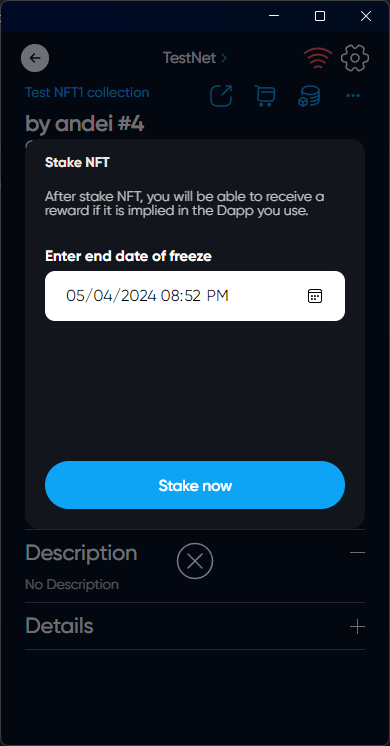 TestNet
Test NFT1 collection
by andei #4
Stake NFT
After stake NFT, you will be able to receive a
reward if it is implied in the Dapp you use.
Enter end date of freeze
05/04/2024 08:52 PM
Stake now
Description
No Description
Details